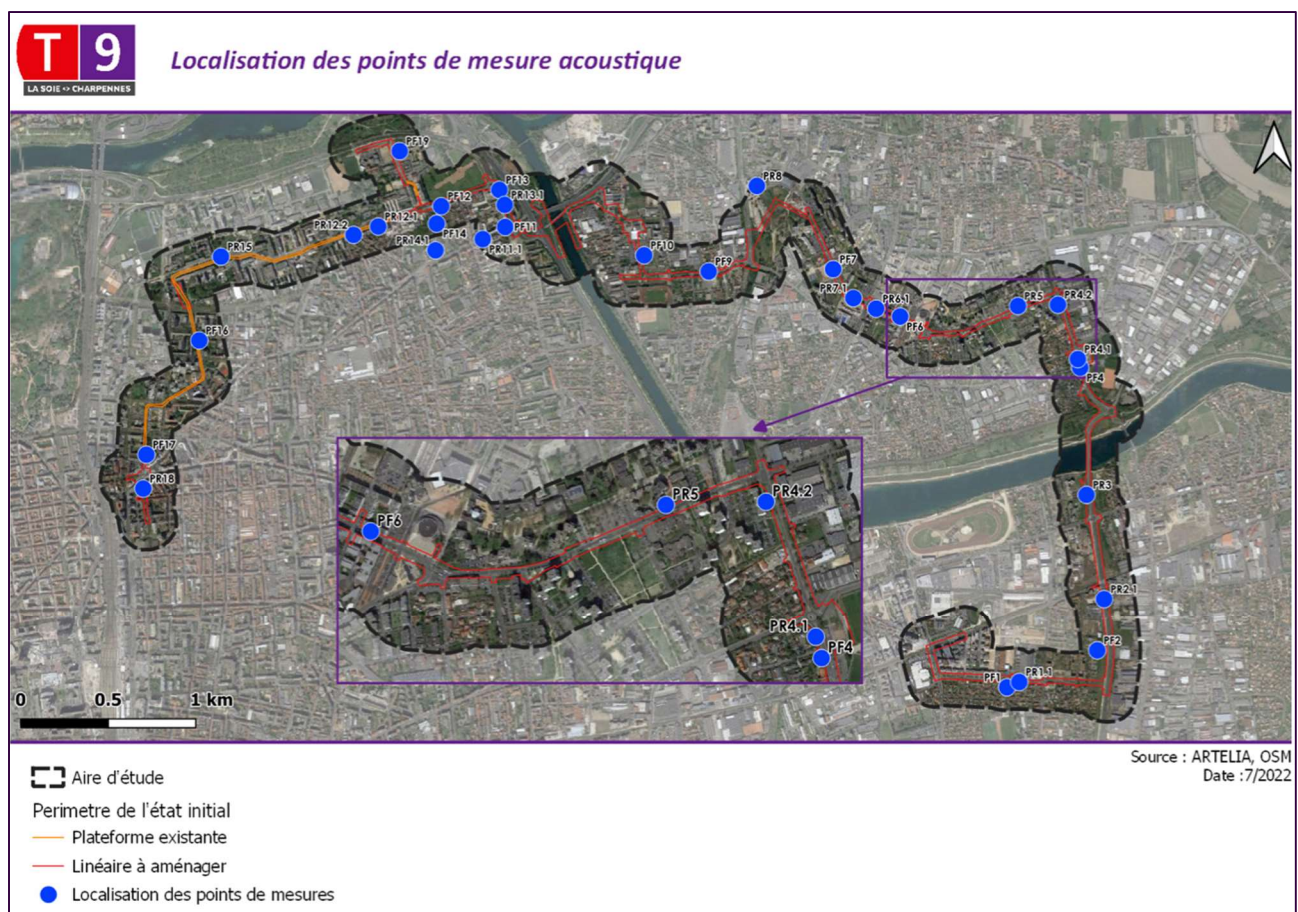 T 9
LA SOIE <> CHARPENNES
Localisation des points de mesure acoustique
PF19
PF13
PR8
PF12
PR13.1
PR12.1
PR12.2
PF14
PF11
PR14.1
PR11.1
PR15
PF10
PF9
PF7
PR7.1
PR6.1
PF6
PR5
PR4.2
PF16
PR4.1
PF4
PF17
PR18
PR3
PR2.1
PF2
PF1
PR1.1
PF6
PR5
PR4.2
PR4.1
PF4
0 0.5 1 km
Source : ARTELIA, OSM
Date :7/2022
Aire d'étude
Perimetre de l'état initial
Plateforme existante
Linéaire à aménager
Localisation des points de mesures